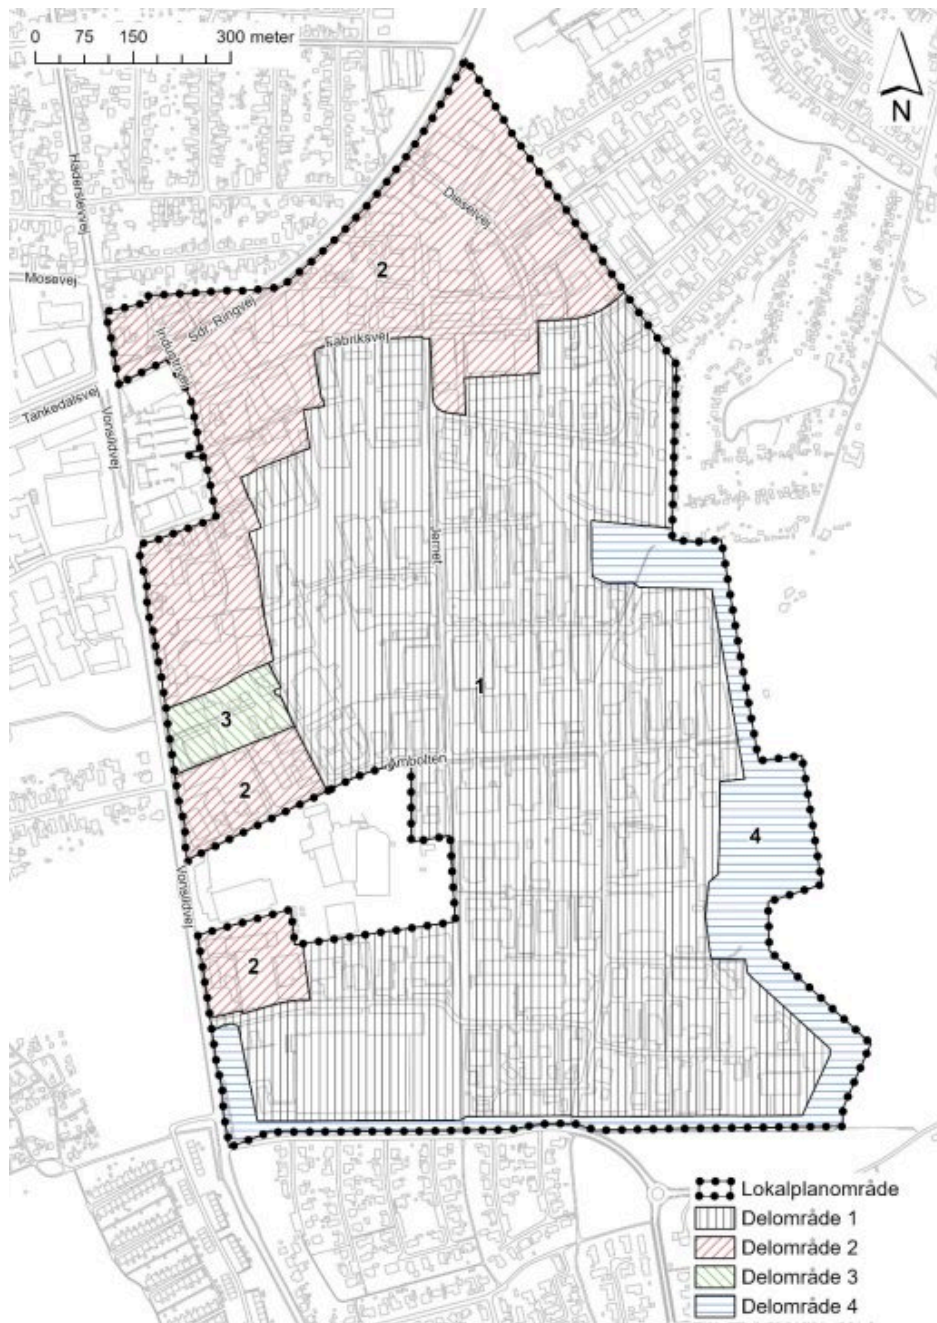 0 75 150 300 meter
N
Haderslevvej
Dieselvej
Mosevej
2
Sdr. Ringvej
Industrivej
Fabriksvej
Tankedalsvej
Vonsildvej
Jernet
1
3
Ambolten
2
4
Vonsildvej
2
Lokalplanområde
Delområde 1
Delområde 2
Delområde 3
Delområde 4